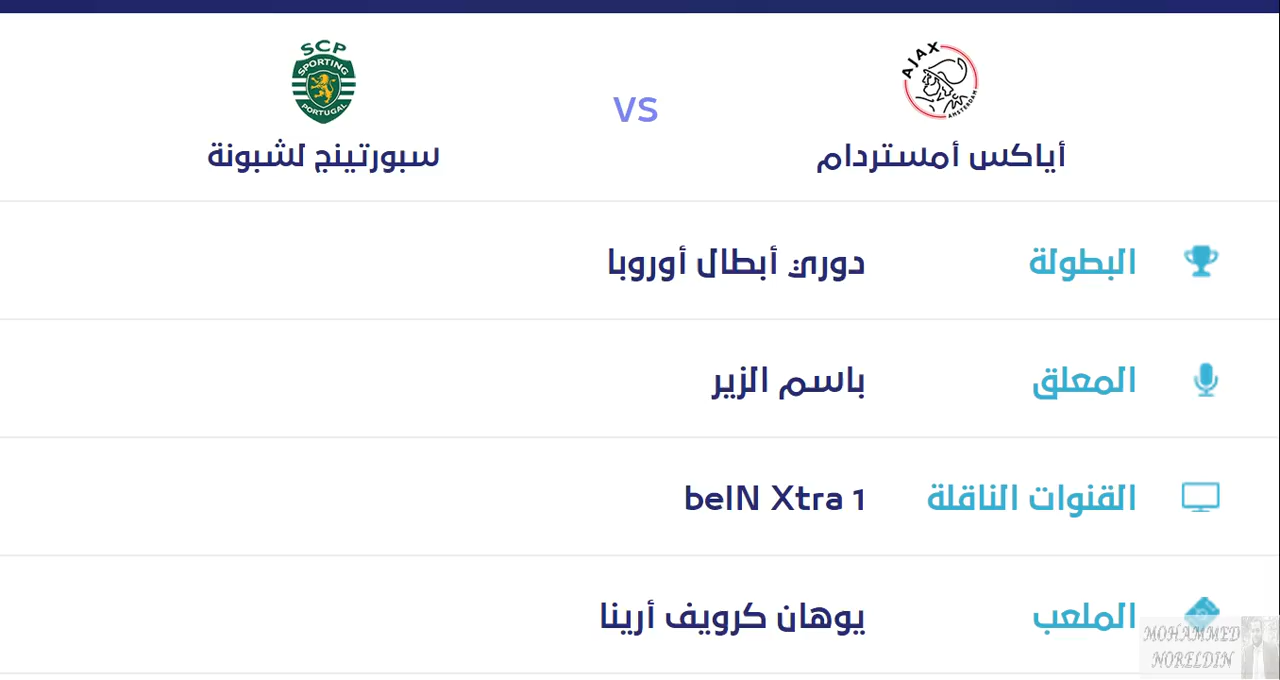 SCP
SPORTING
PORTUGAL
AJAX
AMSTERDAM
VS
أياكس أمستردام
سبورتينج لشبونة
البطولة
دوري أبطال أوروبا
المعلق
باسم الزير
القنوات الناقلة
beIN Xtra 1
الملعب
يوهان كرويف أرينا
MOHAMMED
NORELDIN